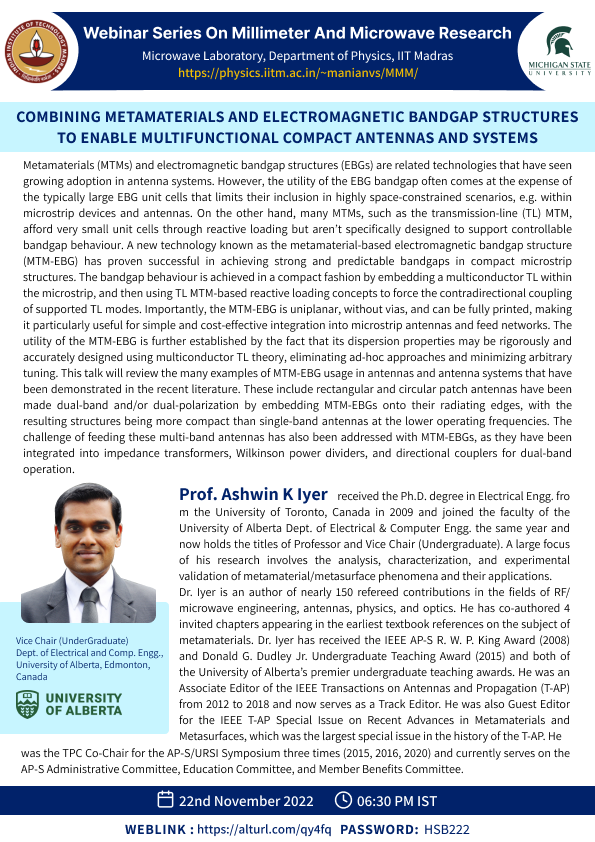 Webinar Series On Millimeter And Microwave Research
Microwave Laboratory, Department of Physics, IIT Madras
https://physics.iitm.ac.in/~manianvs/MMM/
MICHIGAN STATE
UNIVERSITY
COMBINING METAMATERIALS AND ELECTROMAGNETIC BANDGAP STRUCTURES
TO ENABLE MULTIFUNCTIONAL COMPACT ANTENNAS AND SYSTEMS
Metamaterials (MTMs) and electromagnetic bandgap structures (EBGs) are related technologies that have seen
growing adoption in antenna systems. However, the utility of the EBG bandgap often comes at the expense of
the typically large EBG unit cells that limits their inclusion in highly space-constrained scenarios, e.g. within
microstrip devices and antennas. On the other hand, many MTMs, such as the transmission-line (TL) MTM,
afford very small unit cells through reactive loading but aren't specifically designed to support controllable
bandgap behaviour. A new technology known as the metamaterial-based electromagnetic bandgap structure
(MTM-EBG) has proven successful in achieving strong and predictable bandgaps in compact microstrip
structures. The bandgap behaviour is achieved in a compact fashion by embedding a multiconductor TL within
the microstrip, and then using TL MTM-based reactive loading concepts to force the contradirectional coupling
of supported TL modes. Importantly, the MTM-EBG is uniplanar, without vias, and can be fully printed, making
it particularly useful for simple and cost-effective integration into microstrip antennas and feed networks. The
utility of the MTM-EBG is further established by the fact that its dispersion properties may be rigorously and
accurately designed using multiconductor TL theory, eliminating ad-hoc approaches and minimizing arbitrary
tuning. This talk will review the many examples of MTM-EBG usage in antennas and antenna systems that have
been demonstrated in the recent literature. These include rectangular and circular patch antennas have been
made dual-band and/or dual-polarization by embedding MTM-EBGs onto their radiating edges, with the
resulting structures being more compact than single-band antennas at the lower operating frequencies. The
challenge of feeding these multi-band antennas has also been addressed with MTM-EBGs, as they have been
integrated into impedance transformers, Wilkinson power dividers, and directional couplers for dual-band
operation.
Prof. Ashwin K Iyer received the Ph.D. degree in Electrical Engg. fro
m the University of Toronto, Canada in 2009 and joined the faculty of the
University of Alberta Dept. of Electrical & Computer Engg. the same year and
now holds the titles of Professor and Vice Chair (Undergraduate). A large focus
of his research involves the analysis, characterization, and experimental
validation of metamaterial/metasurface phenomena and their applications.
Dr. Iyer is an author of nearly 150 refereed contributions in the fields of RF/
microwave engineering, antennas, physics, and optics. He has co-authored 4
invited chapters appearing in the earliest textbook references on the subject of
metamaterials. Dr. Iyer has received the IEEE AP-S R. W. P. King Award (2008)
and Donald G. Dudley Jr. Undergraduate Teaching Award (2015) and both of
the University of Alberta's premier undergraduate teaching awards. He was an
Associate Editor of the IEEE Transactions on Antennas and Propagation (T-AP)
from 2012 to 2018 and now serves as a Track Editor. He was also Guest Editor
for the IEEE T-AP Special Issue on Recent Advances in Metamaterials and
Metasurfaces, which was the largest special issue in the history of the T-AP. He
was the TPC Co-Chair for the AP-S/URSI Symposium three times (2015, 2016, 2020) and currently serves on the
AP-S Administrative Committee, Education Committee, and Member Benefits Committee.
Vice Chair (UnderGraduate)
Dept. of Electrical and Comp. Engg.,
University of Alberta, Edmonton,
Canada
UNIVERSITY
OF ALBERTA
22nd November 2022 06:30 PM IST
WEBLINK : https://alturl.com/qy4fq PASSWORD: HSB222